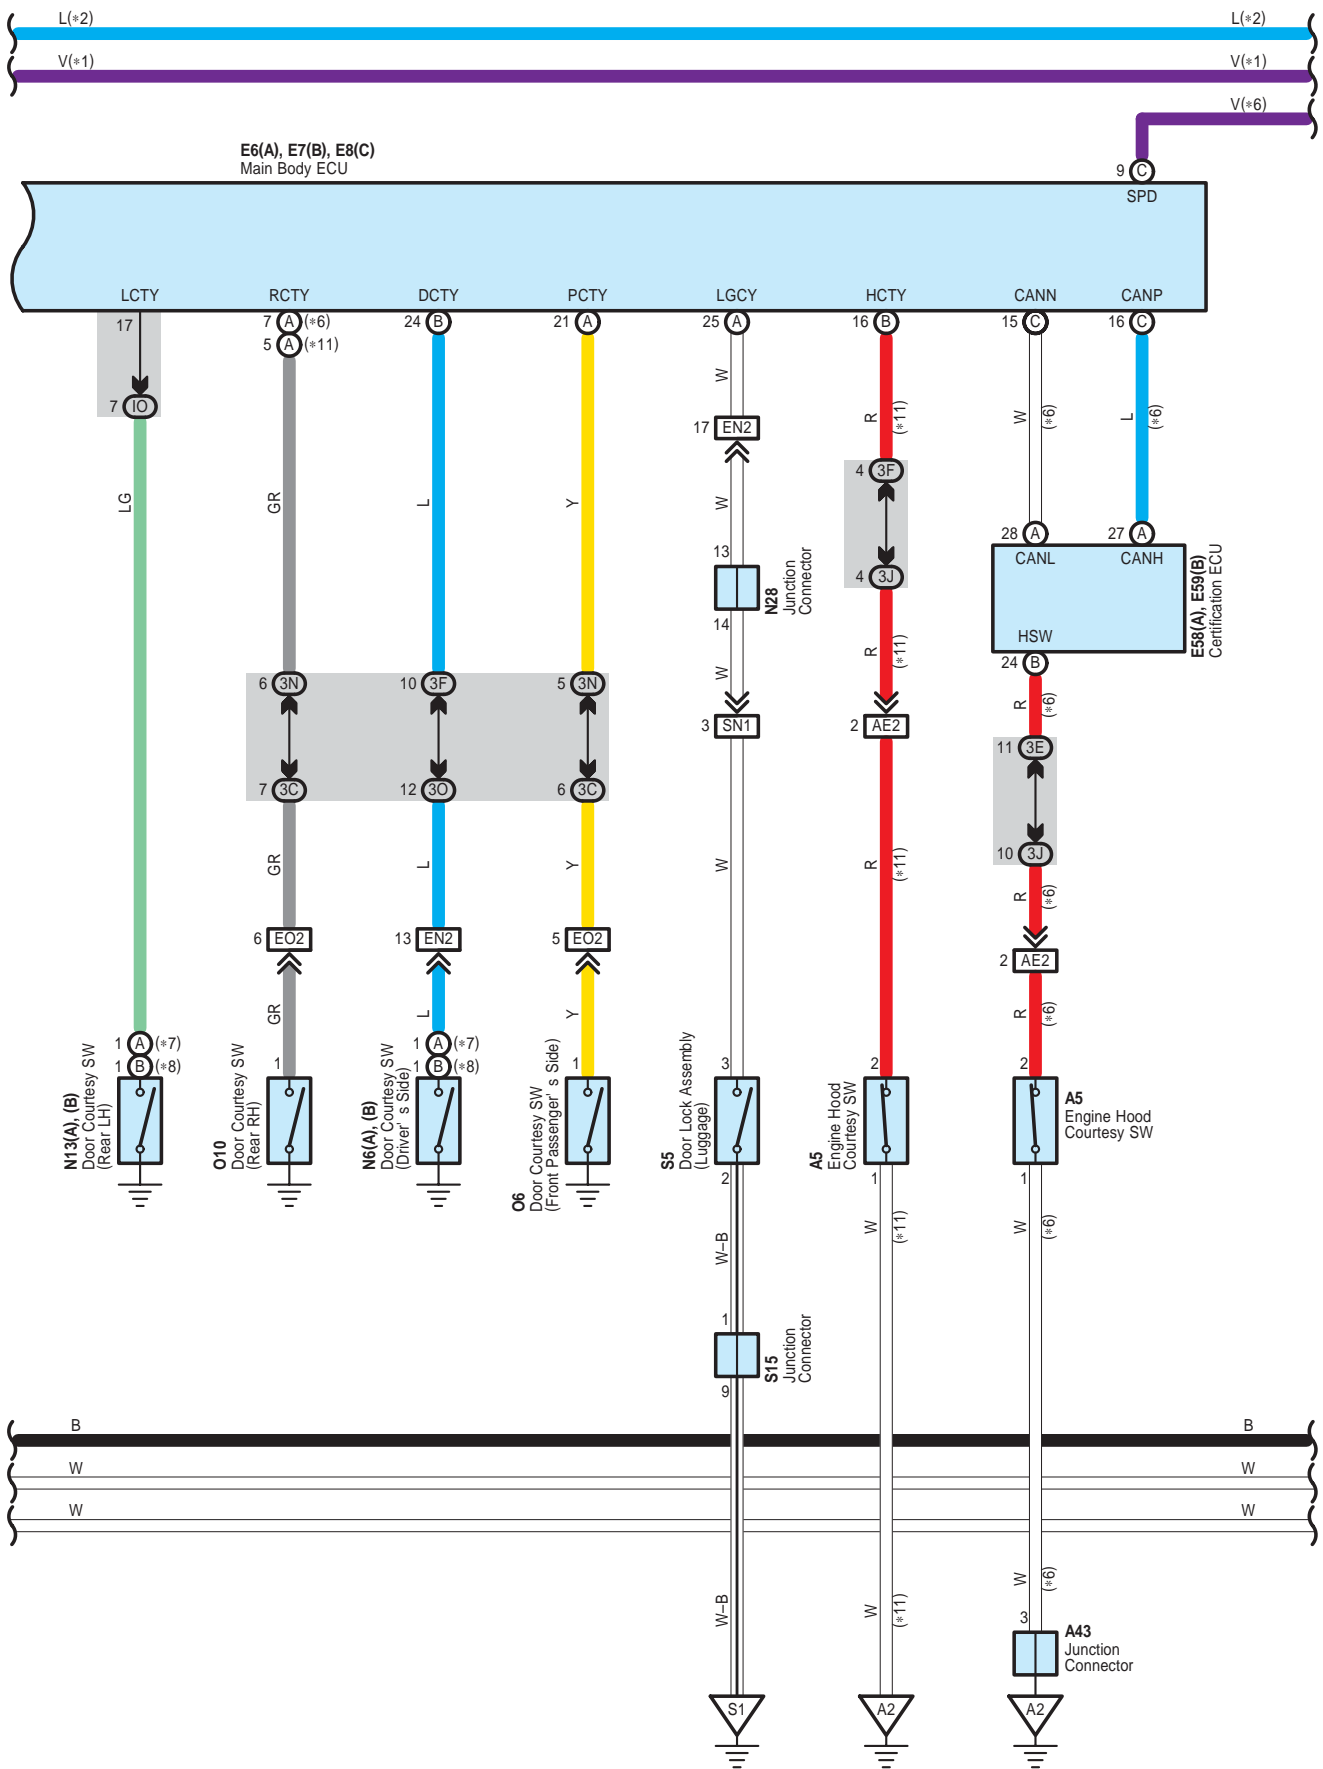 L(*2) L(*2)
V(*1) V(*1)
V(*6)
E6(A), E7(B), E8(C)
Main Body ECU
9 C
SPD
LCTY RCTY DCTY PCTY LGCY HCTY CANN CANP
17 7 A (*6) 24 B 21 A 25 A 16 B 15 C 16 C
5 A (*11)
7 IO
W
R (*11)
W (*6)
L (*6)
17 EN2
4 3F
LG GR L Y W
28 A 27 A
13
N28
Junction
Connector
14
4 3J
CANL CANH
E58(A), E59(B)
Certification ECU
HSW
24 B
W
R (*11)
6 3N 10 3F 5 3N
R (*6)
3 SN1 2 AE2
11 3E
7 3C 12 3O 6 3C
10 3J
GR L Y W
R (*11)
R (*6)
6 EO2 13 EN2 5 EO2
2 AE2
GR L Y
R (*6)
1 A (*7) 1 A (*7)
1 B (*8) 1 1 B (*8) 1 3 2 2
N13(A), (B)
Door Courtesy SW
(Rear LH)
O10
Door Courtesy SW
(Rear RH)
N6(A), (B)
Door Courtesy SW
(Driver' s Side)
O6
Door Courtesy SW
(Front Passenger' s Side)
S5
Door Lock Assembly
(Luggage)
A5
Engine Hood
Courtesy SW
A5
Engine Hood
Courtesy SW
2 1 1
W-B
W (*11)
W (*6)
1
S15
Junction
Connector
9
B B
W W
W W
W-B
W (*11)
W (*6)
3
A43
Junction
Connector
S1 A2 A2